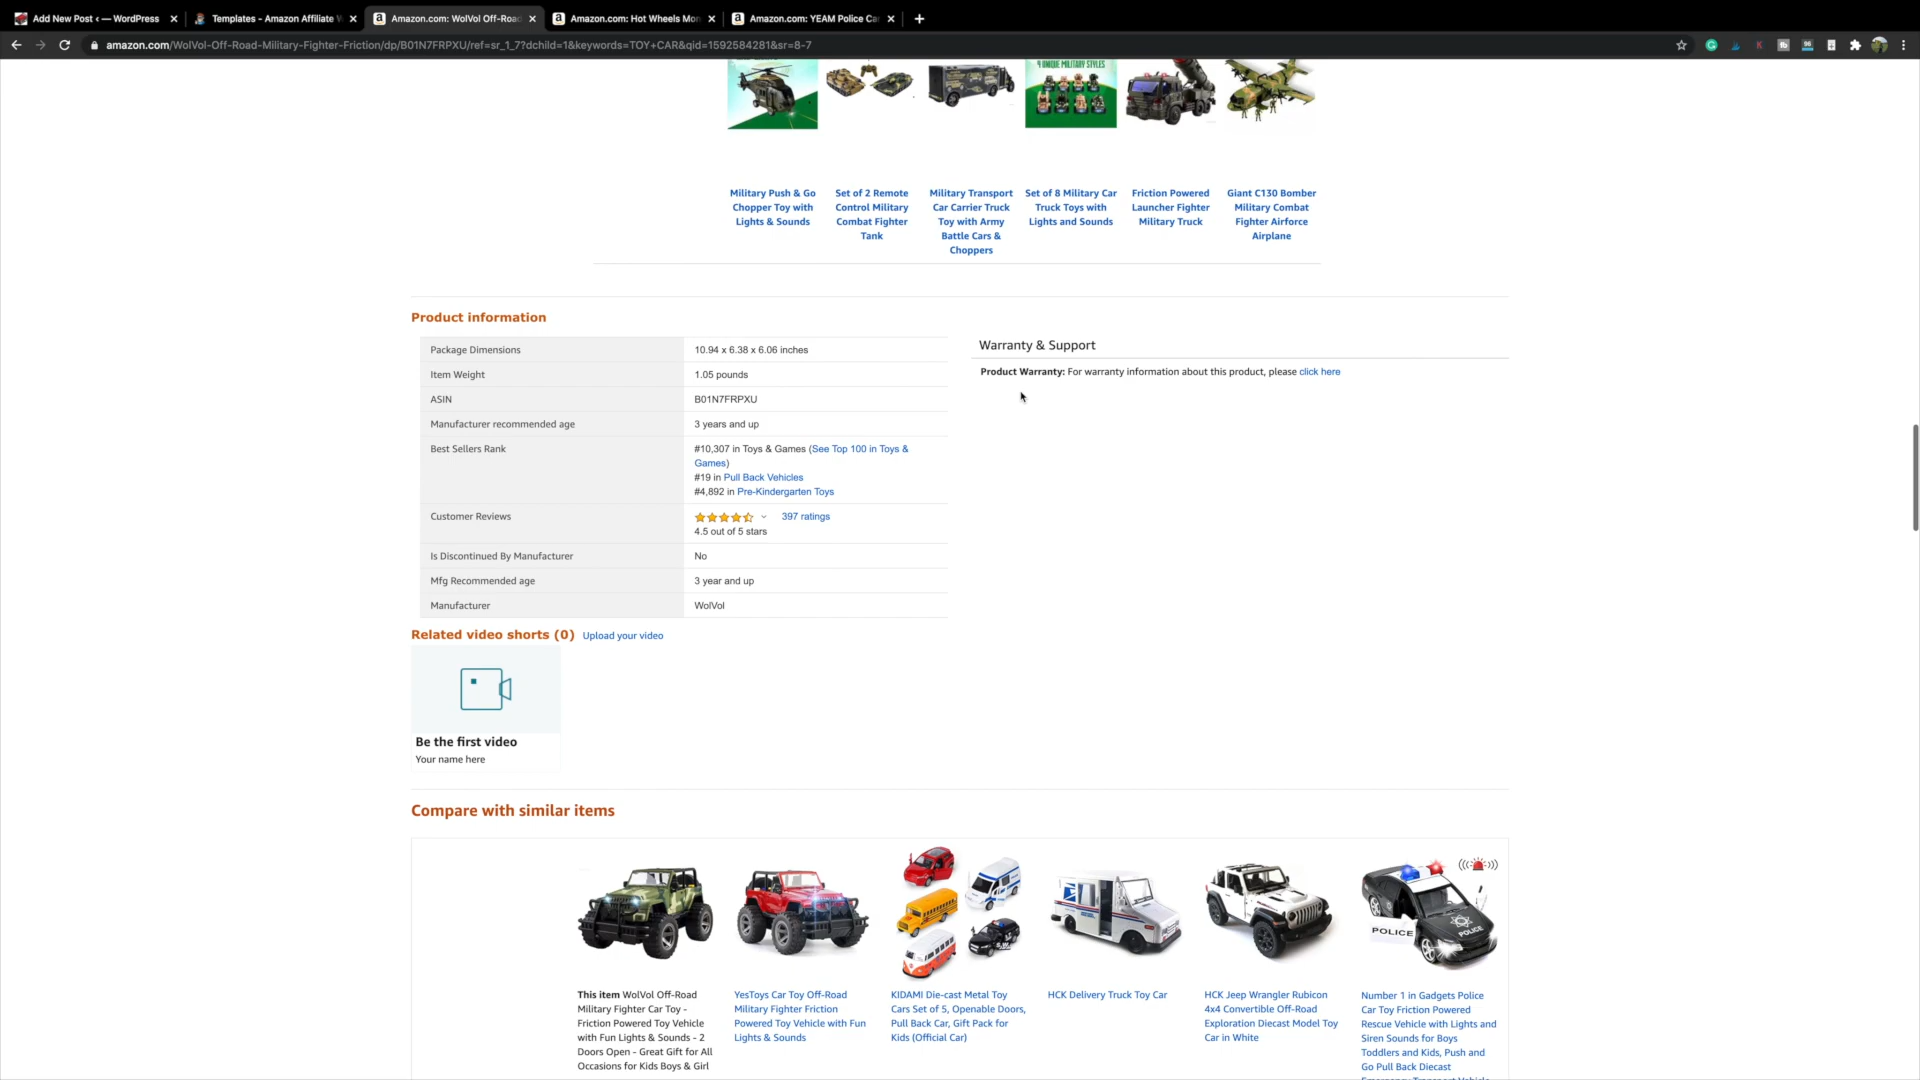 Add New Post ‹ — WordPress
Templates - Amazon Affiliate W
Amazon.com: WolVol Off-Road
Amazon.com: Hot Wheels Mon
Amazon.com: YEAM Police Ca
amazon.com/WolVol-Off-Road-Military-Fighter-Friction/dp/B01N7FRPXU/ref=sr_1_7?dchild=1&keywords=TOY+CAR&qid=1592584281&sr=8-7
4 UNIQUE MILITARY STYLES
Military Push & Go
Chopper Toy with
Lights & Sounds
Set of 2 Remote
Control Military
Combat Fighter
Tank
Military Transport
Car Carrier Truck
Toy with Army
Battle Cars &
Choppers
Set of 8 Military Car
Truck Toys with
Lights and Sounds
Friction Powered
Launcher Fighter
Military Truck
Giant C130 Bomber
Military Combat
Fighter Airforce
Airplane
Product information
Package Dimensions 10.94 x 6.38 x 6.06 inches
Item Weight 1.05 pounds
ASIN B01N7FRPXU
Manufacturer recommended age 3 years and up
Best Sellers Rank #10,307 in Toys & Games (See Top 100 in Toys &
Games)
#19 in Pull Back Vehicles
#4,892 in Pre-Kindergarten Toys
Customer Reviews 397 ratings
4.5 out of 5 stars
Is Discontinued By Manufacturer No
Mfg Recommended age 3 year and up
Manufacturer WolVol
Warranty & Support
Product Warranty: For warranty information about this product, please click here
Related video shorts (0) Upload your video
Be the first video
Your name here
Compare with similar items
POLICE
POLICE
This item WolVol Off-Road
Military Fighter Car Toy -
Friction Powered Toy Vehicle
with Fun Lights & Sounds - 2
Doors Open - Great Gift for All
Occasions for Kids Boys & Girl
YesToys Car Toy Off-Road
Military Fighter Friction
Powered Toy Vehicle with Fun
Lights & Sounds
KIDAMI Die-cast Metal Toy
Cars Set of 5, Openable Doors,
Pull Back Car, Gift Pack for
Kids (Official Car)
HCK Delivery Truck Toy Car
HCK Jeep Wrangler Rubicon
4x4 Convertible Off-Road
Exploration Diecast Model Toy
Car in White
Number 1 in Gadgets Police
Car Toy Friction Powered
Rescue Vehicle with Lights and
Siren Sounds for Boys
Toddlers and Kids, Push and
Go Pull Back Diecast
Emergency Transport Vehicle